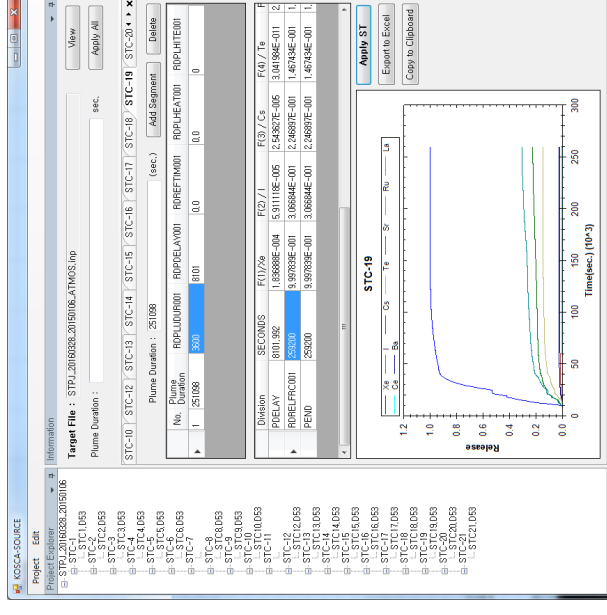 KOSCA-SOURCE
Project Edit
Project Explorer
STPJ_20160328_20150106
STC-1
STC1,D53
STC-2
STC2,D53
STC-3
STC3,D53
STC-4
STC4,D53
STC-5
STC5,D53
STC-6
STC6,D53
STC-7
STC-8
STC8,D53
STC-9
STC9,D53
STC-10
STC10,D53
STC-11
STC-12
STC12,D53
STC-13
STC13,D53
STC-14
STC14,D53
STC-15
STC15,D53
STC-16
STC16,D53
STC-17
STC17,D53
STC-18
STC18,D53
STC-19
STC19,D53
STC-20
STC20,D53
STC-21
STC21,D53
Information
Target File : STPJ_20160328_20150106_ATMOS.inp View
Plume Duration : sec, Apply All
STC-10 STC-12 STC-13 STC-14 STC-15 STC-16 STC-17 STC-18 STC-19 STC-20
Plume Duration : 251098 (sec,) Add Segment Delete
No. Plume Duration RDPLUDUR001 RDPDELAY001 RDREFTIM001 RDPLHEAT001 RDPLHITE001
1 251098 3600 8101 0.0 0.0 0
Division SECONDS F(1)/Xe F(2) / I F(3) / Cs F(4) / Te F
PDELAY 8101,992 1,836888E-004 5,911118E-005 2,543627E-005 3,041984E-011 2,
RDRELFRC001 259200 9,997839E-001 3,066844E-001 2,246897E-001 1,467434E-001 1,
PEND 259200 9,997839E-001 3,066844E-001 2,246897E-001 1,467434E-001 1,
Apply ST
Export to Excel
Copy to Clipboard
STC-19
Xe I Cs Te Sr Ru La
Ce Ba
Release
1.2
1.0
0.8
0.6
0.4
0.2
0.0
0 50 100 150 200 250 300
Time(sec.) (10^3)